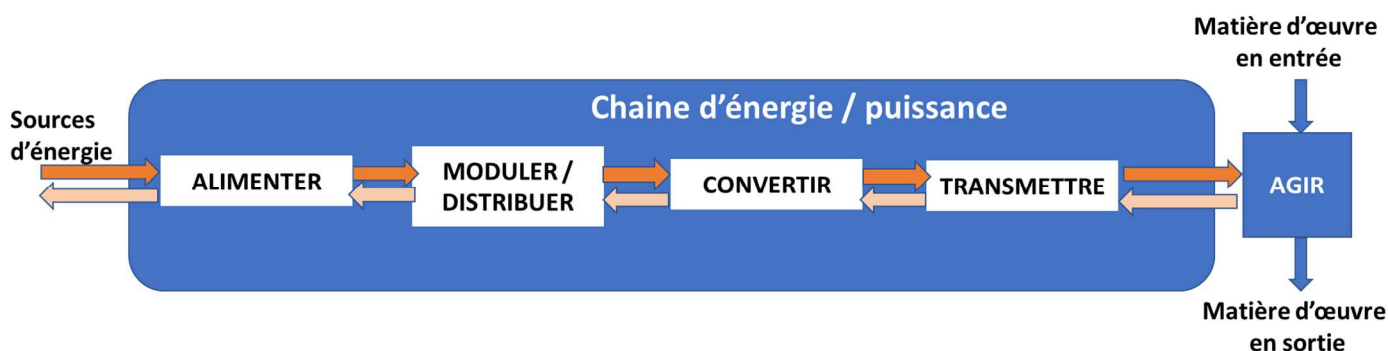 Matière d'œuvre
en entrée
Chaine d'énergie / puissance
Sources
d'énergie
ALIMENTER
MODULER /
DISTRIBUER
CONVERTIR
TRANSMETTRE
AGIR
Matière d'œuvre
en sortie